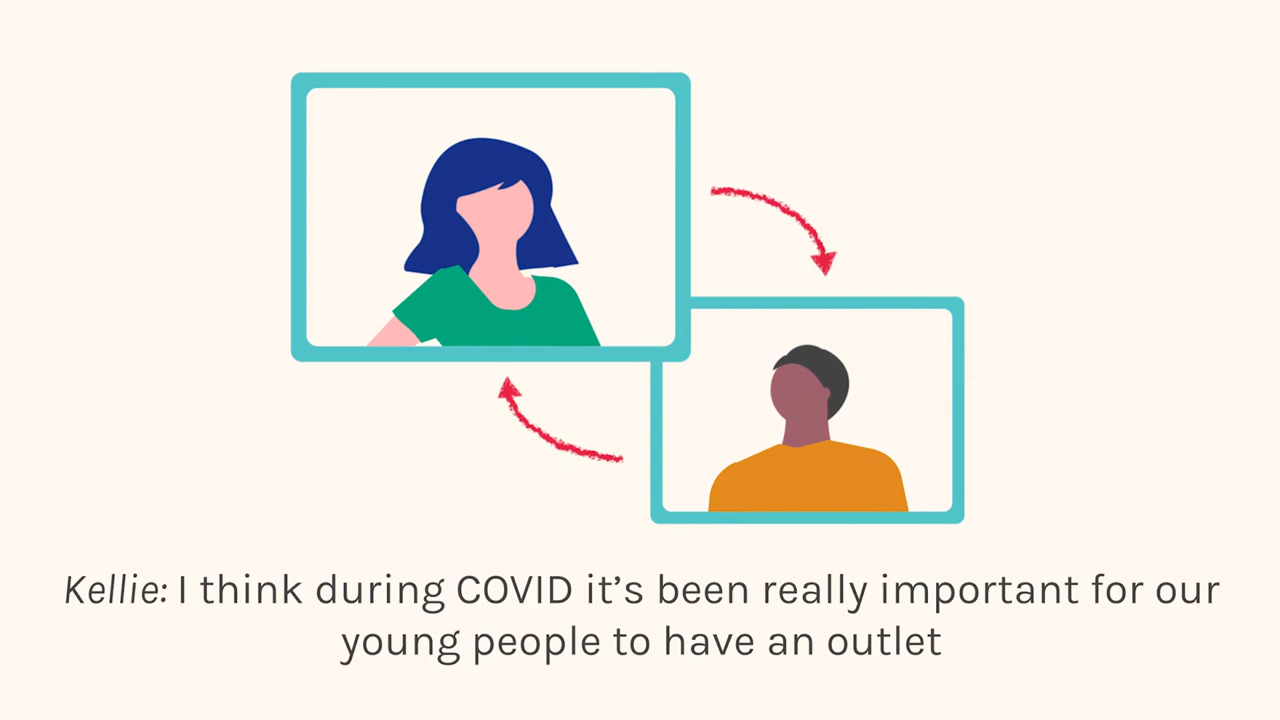 Kellie: I think during COVID it’s been really important for our
young people to have an outlet